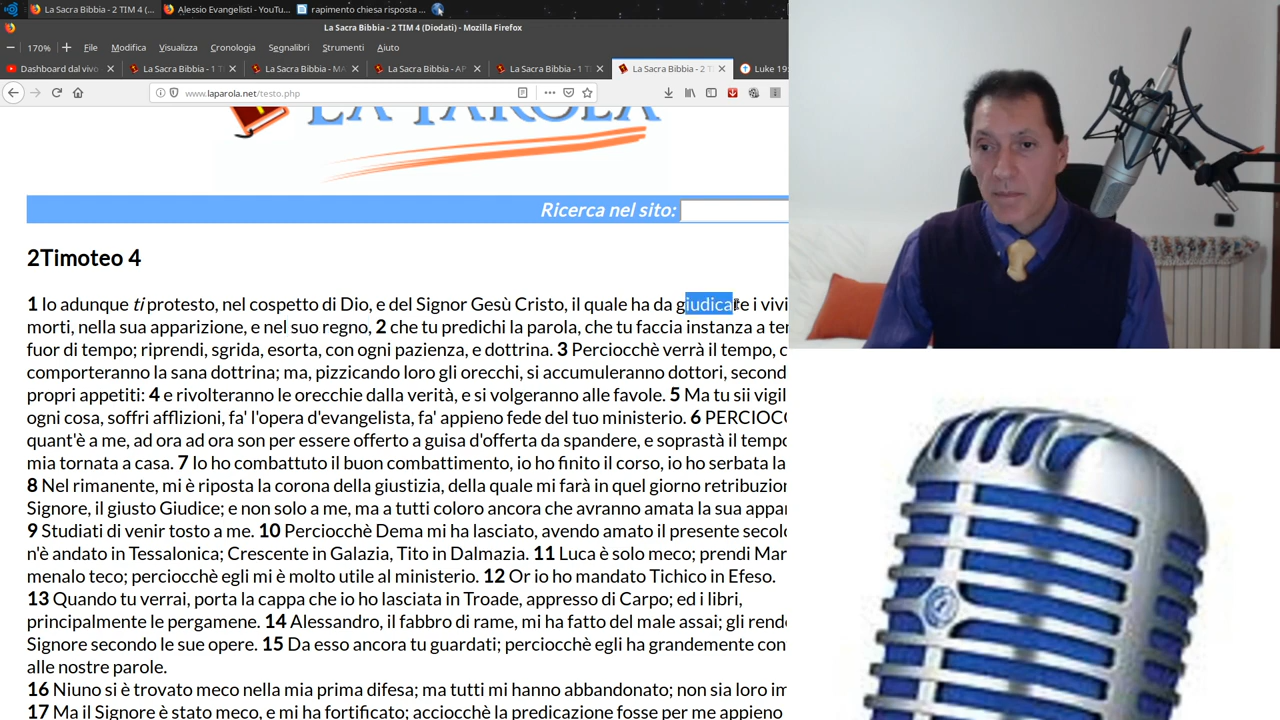 La Sacra Bibbia - 2 TIM 4 (...
Alessio Evangelisti - YouTu...
rapimento chiesa risposta ...
La Sacra Bibbia - 2 TIM 4 (Diodati) - Mozilla Firefox
170% File Modifica Visualizza Cronologia Segnalibri Strumenti Aiuto
Dashboard dal vivo
La Sacra Bibbia - 1 T
La Sacra Bibbia - MA
La Sacra Bibbia - AP
La Sacra Bibbia - 1 T
La Sacra Bibbia - 2 T
Luke 19:
www.laparola.net/testo.php
LA PAROLA
Ricerca nel sito:
2Timoteo 4
1 Io adunque ti protesto, nel cospetto di Dio, e del Signor Gesù Cristo, il quale ha da giudicare i vivi
morti, nella sua apparizione, e nel suo regno, 2 che tu predichi la parola, che tu faccia instanza a te
fuor di tempo; riprendi, sgrida, esorta, con ogni pazienza, e dottrina. 3 Perciocchè verrà il tempo, c
comporteranno la sana dottrina; ma, pizzicando loro gli orecchi, si accumuleranno dottori, second
propri appetiti: 4 e rivolteranno le orecchie dalla verità, e si volgeranno alle favole. 5 Ma tu sii vigil
ogni cosa, soffri afflizioni, fa' l'opera d'evangelista, fa' appieno fede del tuo ministerio. 6 PERCIOCC
quant'è a me, ad ora ad ora son per essere offerto a guisa d'offerta da spandere, e soprastà il tempo
mia tornata a casa. 7 Io ho combattuto il buon combattimento, io ho finito il corso, io ho serbata la
8 Nel rimanente, mi è riposta la corona della giustizia, della quale mi farà in quel giorno retribuzion
Signore, il giusto Giudice; e non solo a me, ma a tutti coloro ancora che avranno amata la sua appar
9 Studiati di venir tosto a me. 10 Perciocchè Dema mi ha lasciato, avendo amato il presente secolo
n'è andato in Tessalonica; Crescente in Galazia, Tito in Dalmazia. 11 Luca è solo meco; prendi Mar
menalo teco; perciocchè egli mi è molto utile al ministerio. 12 Or io ho mandato Tichico in Efeso.
13 Quando tu verrai, porta la cappa che io ho lasciata in Troade, appresso di Carpo; ed i libri,
principalmente le pergamene. 14 Alessandro, il fabbro di rame, mi ha fatto del male assai; gli rend
Signore secondo le sue opere. 15 Da esso ancora tu guardati; perciocchè egli ha grandemente con
alle nostre parole.
16 Niuno si è trovato meco nella mia prima difesa; ma tutti mi hanno abbandonato; non sia loro im
17 Ma il Signore è stato meco, e mi ha fortificato; acciocchè la predicazione fosse per me appieno